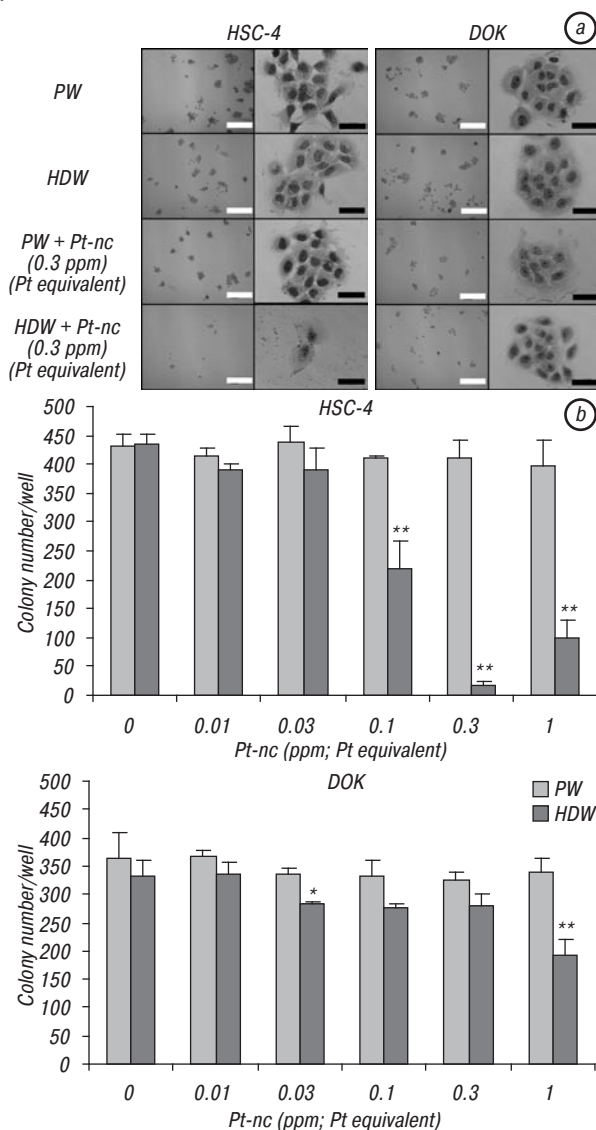 HSC-4 DOK a
PW
HDW
PW + Pt-nc
(0.3 ppm)
(Pt equivalent)
HDW + Pt-nc
(0.3 ppm)
(Pt equivalent)
HSC-4 b
500
450
400
350
300
250
200
150
100
50
0
Colony number/well
** ** **
0 0.01 0.03 0.1 0.3 1
Pt-nc (ppm; Pt equivalent)
DOK
PW
HDW
500
450
400
350
300
250
200
150
100
50
0
Colony number/well
* **
0 0.01 0.03 0.1 0.3 1
Pt-nc (ppm; Pt equivalent)